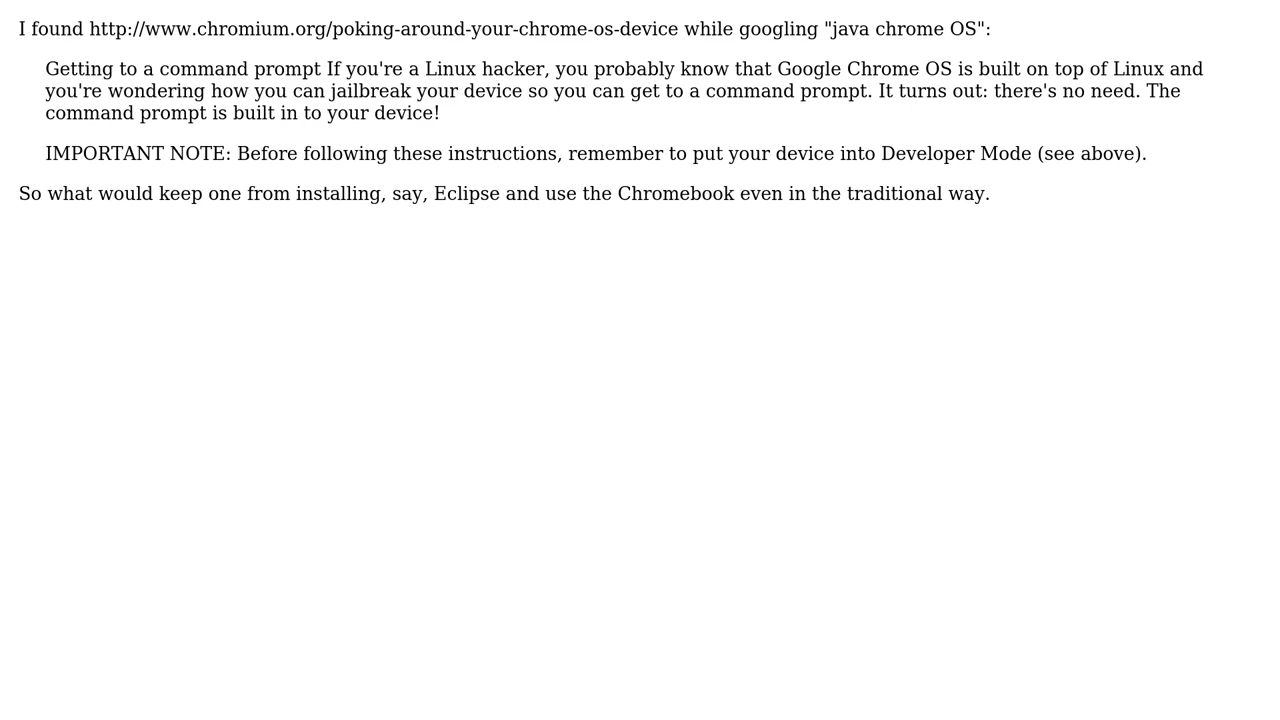 I found http://www.chromium.org/poking-around-your-chrome-os-device while googling "java chrome OS":
Getting to a command prompt If you're a Linux hacker, you probably know that Google Chrome OS is built on top of Linux and
you're wondering how you can jailbreak your device so you can get to a command prompt. It turns out: there's no need. The
command prompt is built in to your device!
IMPORTANT NOTE: Before following these instructions, remember to put your device into Developer Mode (see above).
So what would keep one from installing, say, Eclipse and use the Chromebook even in the traditional way.